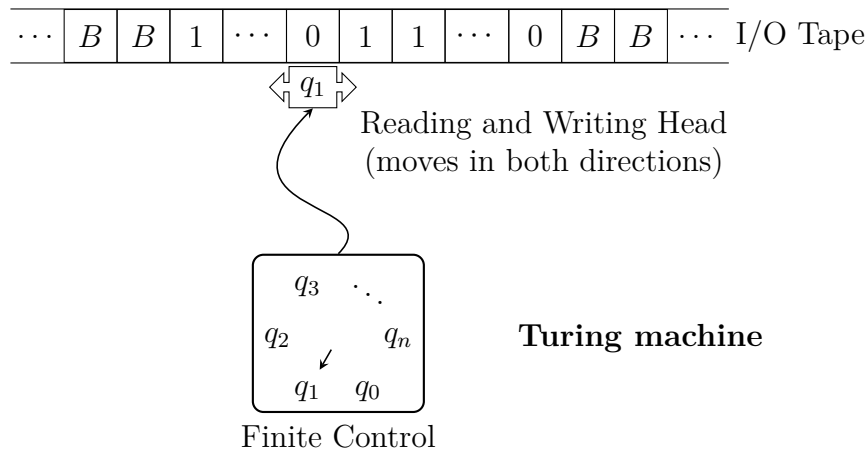 ⋯ B B 1 ⋯ 0 1 1 ⋯ 0 B B ⋯ I/O Tape
q₁
Reading and Writing Head
(moves in both directions)
q₃ ⋱
q₂ qₙ
Turing machine
q₁ q₀
Finite Control